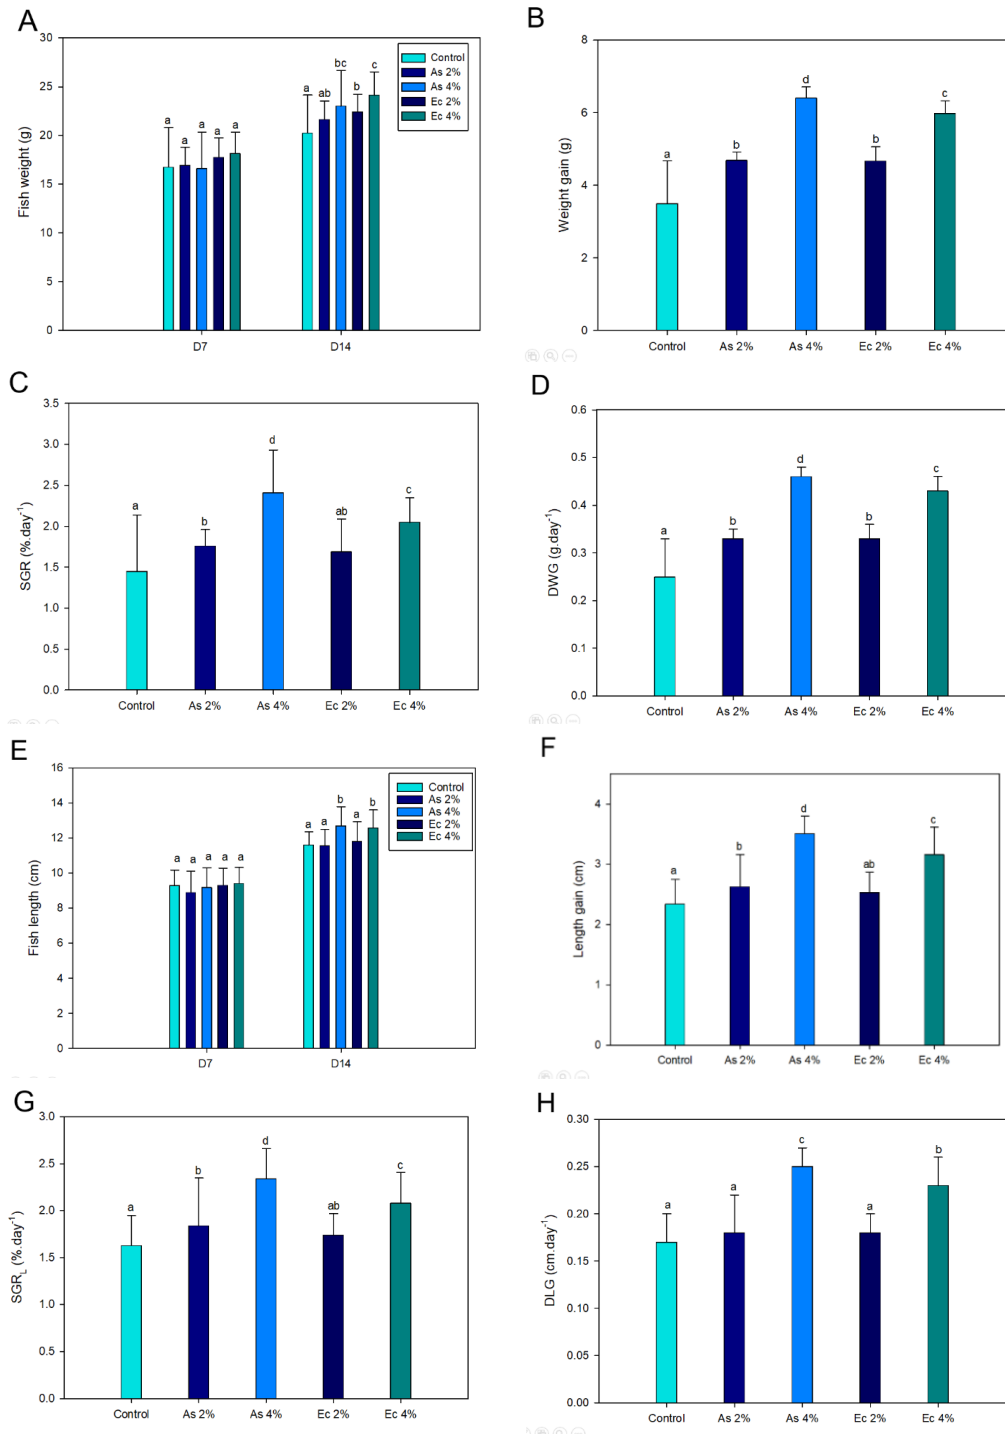 A
Fish weight (g)
30
25
20
15
10
5
0
a
a
a
a
a
a
ab
bc
b
c
Control
As 2%
As 4%
Ec 2%
Ec 4%
D7
D14
B
Weight gain (g)
8
6
4
2
0
a
b
d
b
c
Control
As 2%
As 4%
Ec 2%
Ec 4%
C
SGR (%.day-1)
3.5
3.0
2.5
2.0
1.5
1.0
0.5
0.0
a
b
d
ab
c
Control
As 2%
As 4%
Ec 2%
Ec 4%
D
DWG (g.day-1)
0.6
0.5
0.4
0.3
0.2
0.1
0.0
a
b
d
b
c
Control
As 2%
As 4%
Ec 2%
Ec 4%
E
Fish length (cm)
16
14
12
10
8
6
4
2
0
a
a
a
a
a
a
a
b
a
b
Control
As 2%
As 4%
Ec 2%
Ec 4%
D7
D14
F
Length gain (cm)
4
3
2
1
0
a
b
d
ab
c
Control
As 2%
As 4%
Ec 2%
Ec 4%
G
SGRL (%.day-1)
3.0
2.5
2.0
1.5
1.0
0.5
0.0
a
b
d
ab
c
Control
As 2%
As 4%
Ec 2%
Ec 4%
H
DLG (cm.day-1)
0.30
0.25
0.20
0.15
0.10
0.05
0.00
a
a
c
a
b
Control
As 2%
As 4%
Ec 2%
Ec 4%